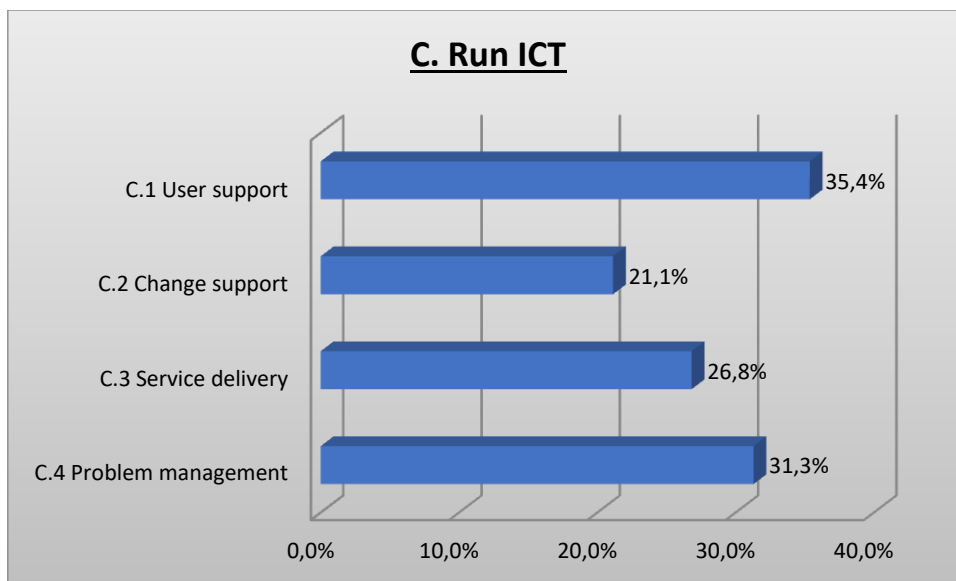 C. Run ICT
C.1 User support
35,4%
C.2 Change support
21,1%
C.3 Service delivery
26,8%
C.4 Problem management
31,3%
0,0%
10,0%
20,0%
30,0%
40,0%